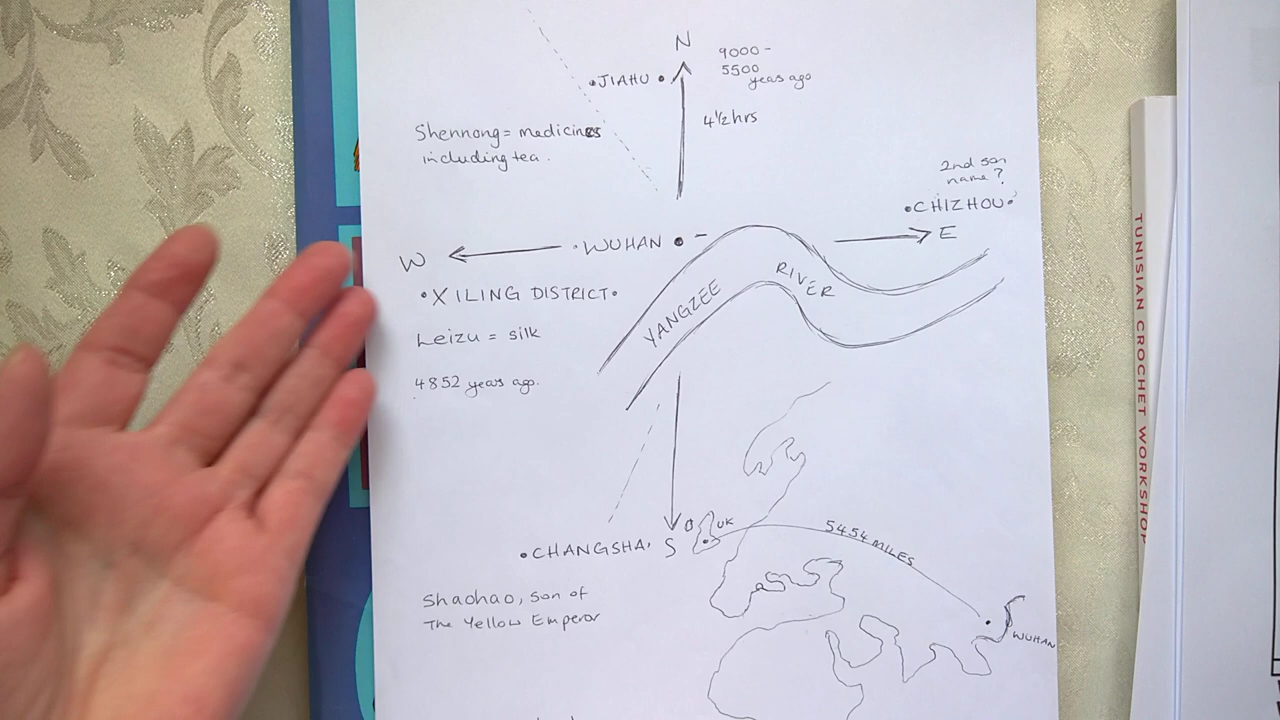 N
9000 -
5500
years ago
JIAHU
4½hrs
Shennong = medicines
including tea.
2nd son
name?
CHIZHOU
E
WUHAN
W
XILING DISTRICT
YANGZEE
RIVER
Leizu = silk
4852 years ago.
CHANGSHA
S
UK
5454 MILES
Shaohao, son of
The Yellow Emperor
WUHAN
TUNISIAN CROCHET WORKSHOP